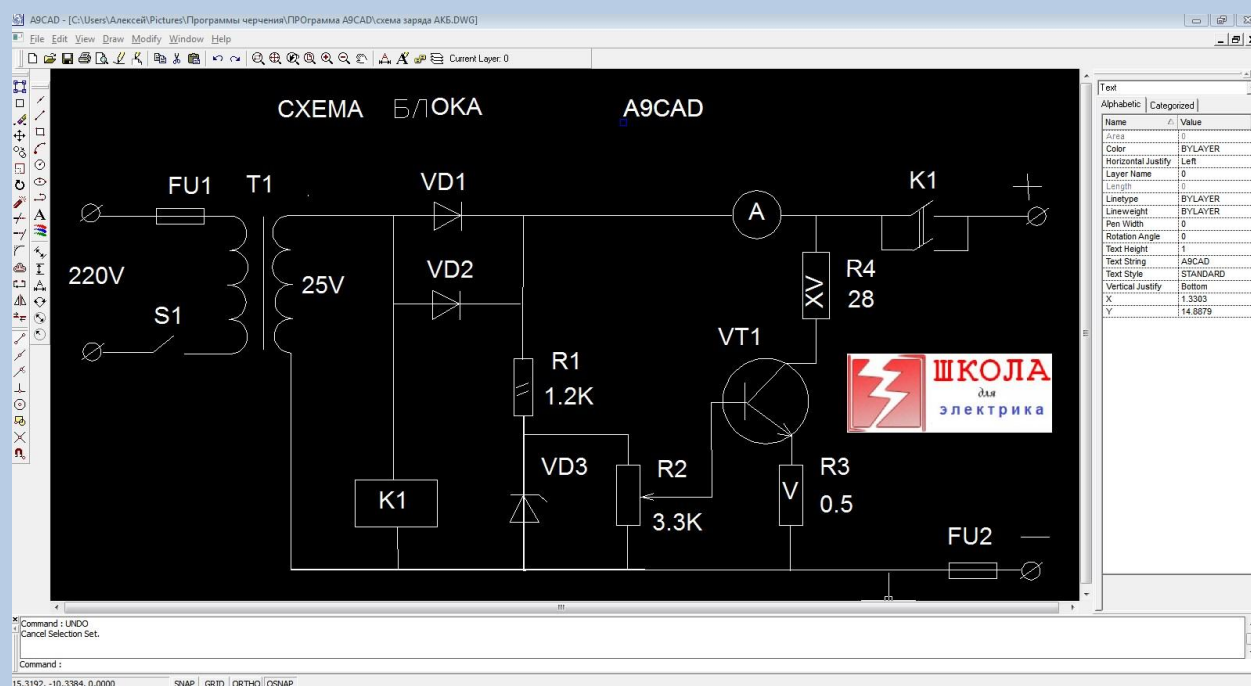 A9CAD - [C:\Users\Алексей\Pictures\Программы черчения\ПРОграмма A9CAD\схема заряда АКБ.DWG]
File Edit View Draw Modify Window Help
Current Layer: 0
СХЕМА БЛОКА A9CAD
FU1 T1 VD1 K1
A
220V 25V VD2 R4
28
XV
S1 VT1
R1
1.2K
ШКОЛА
для
электрика
VD3 R2 R3
V
K1 3.3K 0.5
FU2
Text
Alphabetic Categorized
Name Value
Area 0
Color BYLAYER
Horizontal Justify Left
Layer Name 0
Length 0
Linetype BYLAYER
Lineweight BYLAYER
Pen Width 0
Rotation Angle 0
Text Height 1
Text String A9CAD
Text Style STANDARD
Vertical Justify Bottom
X 1.3303
Y 14.8879
Command : UNDO
Cancel Selection Set.
Command :
15.3192, -10.3384, 0.0000 SNAP GRID ORTHO OSNAP